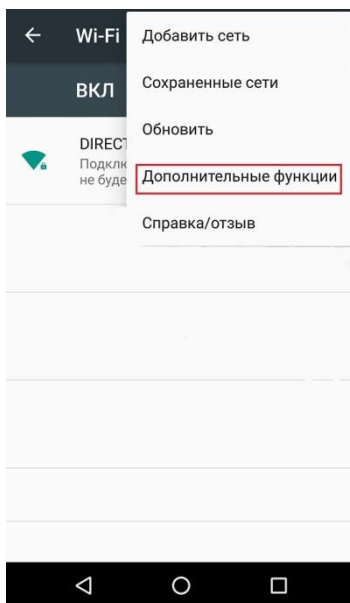 Wi-Fi
Добавить сеть
ВКЛ
Сохраненные сети
Обновить
DIRECT
Подклю
не буде
Дополнительные функции
Справка/отзыв